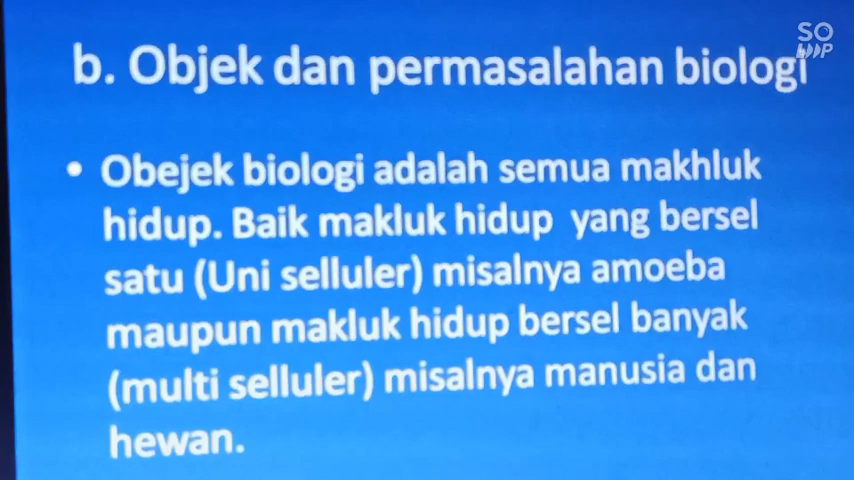 SO
b. Objek dan permasalahan biologi
• Obejek biologi adalah semua makhluk
hidup. Baik makluk hidup yang bersel
satu (Uni selluler) misalnya amoeba
maupun makluk hidup bersel banyak
(multi selluler) misalnya manusia dan
hewan.